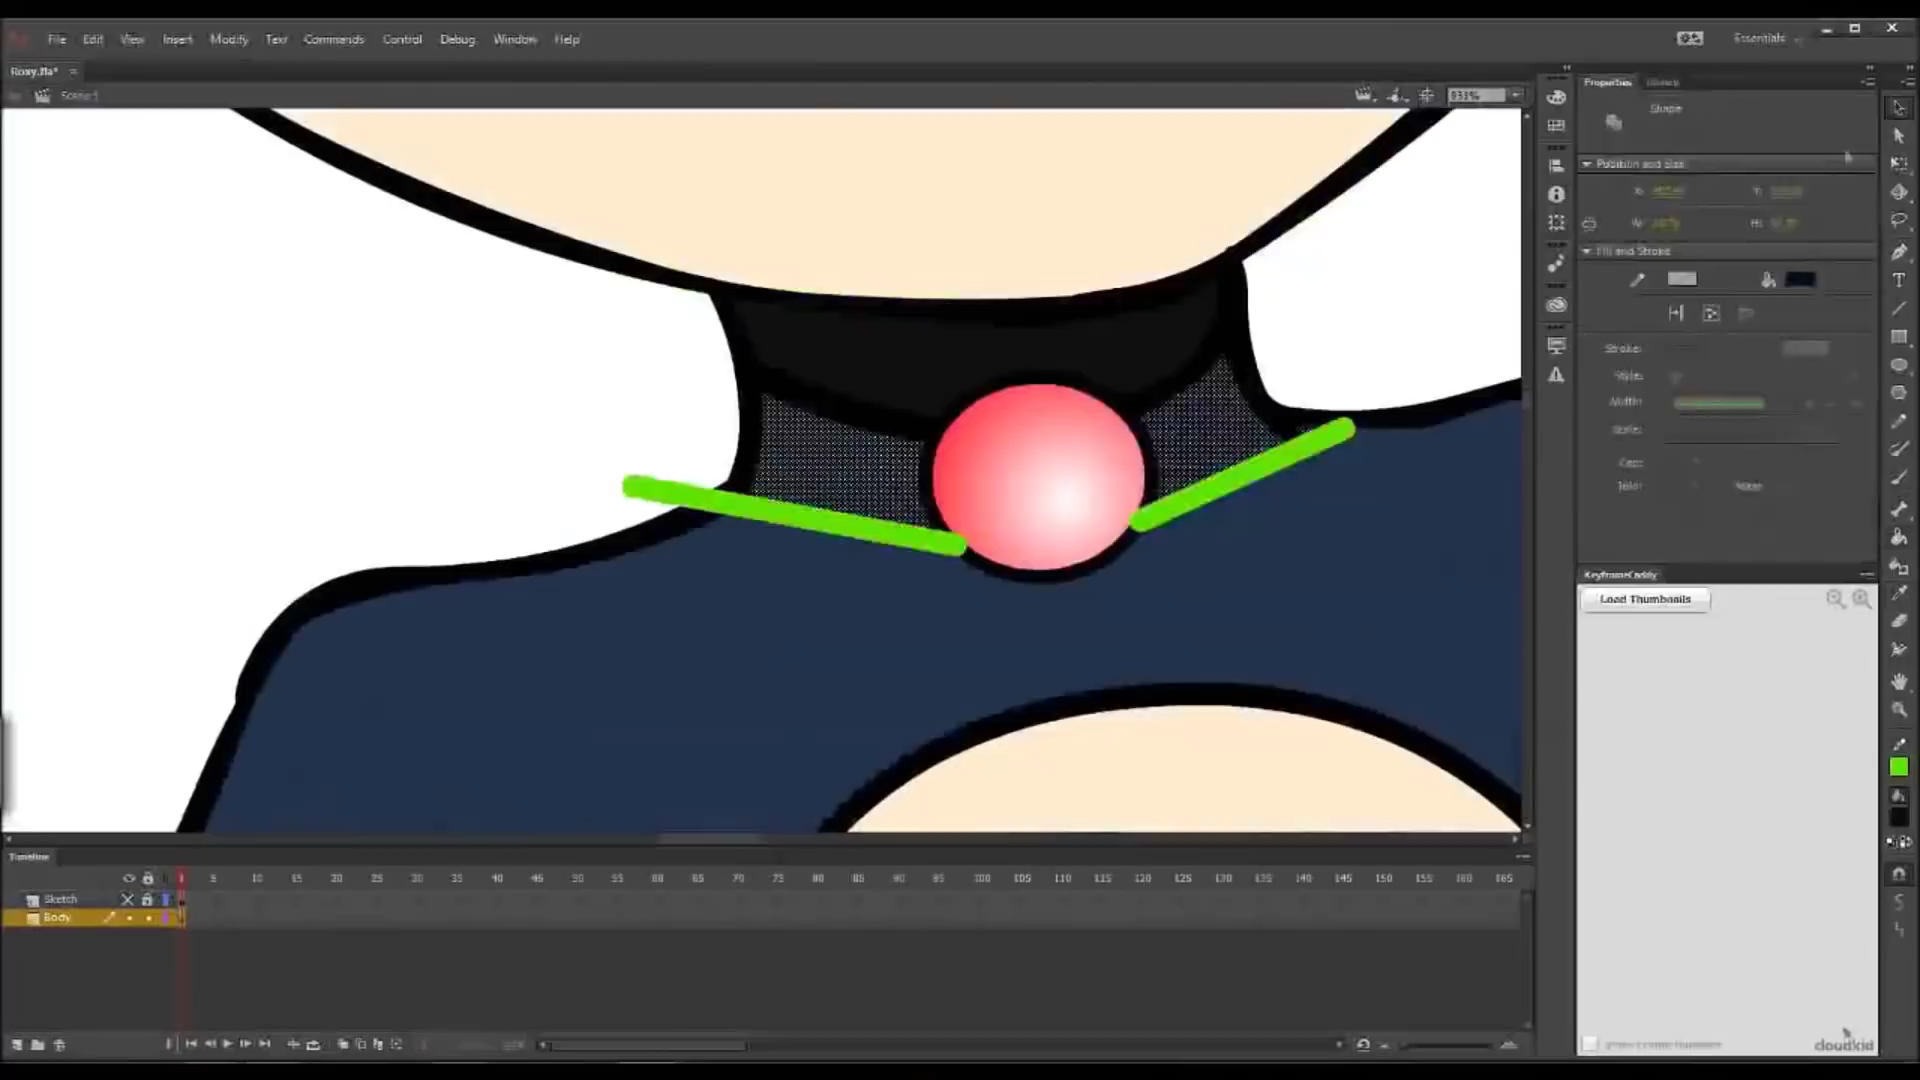 File Edit View Insert Modify Text Commands Control Debug Window Help
Essentials
Roxy.fla*
Scene 1
931%
Properties Library
Shape
Position and Size
X: Y:
W: H:
Fill and Stroke
Stroke:
Style:
Width:
Scale:
Cap:
KeyframeCaddy
Load Thumbnails
Timeline
1 5 10 15 20 25 30 35 40 45 50 55 60 65 70 75 80 85 90 95 100 105 110 115 120 125 130 135 140 145 150 155 160 165
Sketch
Body
cloudkid